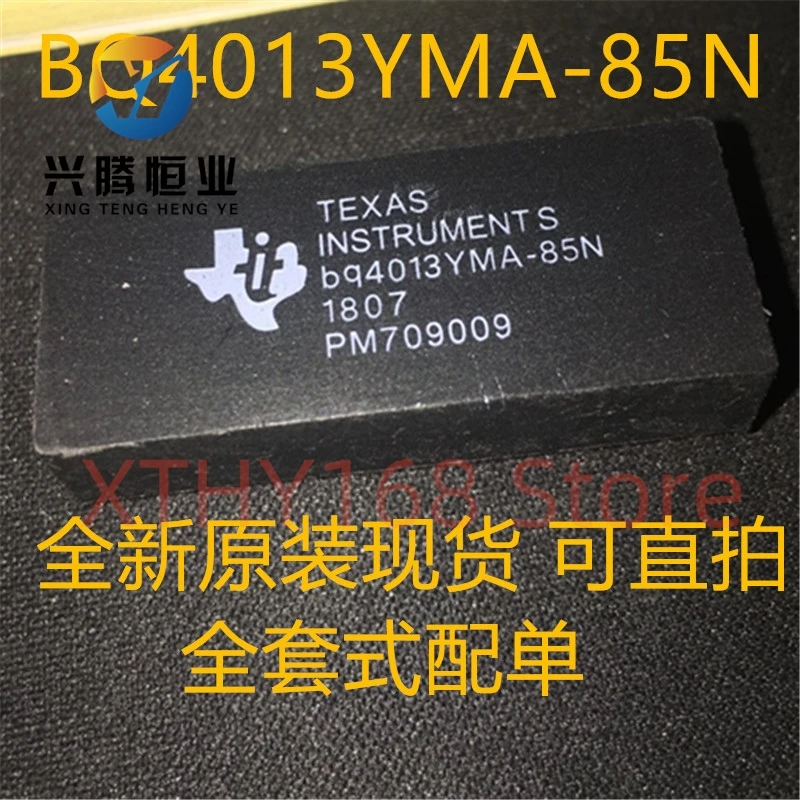 BQ4013YMA-85N
兴腾恒业
XING TENG HENG YE
TEXAS
INSTRUMENTS
bq4013YMA-85N
1807
PM709009
XTHY168 Store
全新原装现货 可直拍
全套式配单